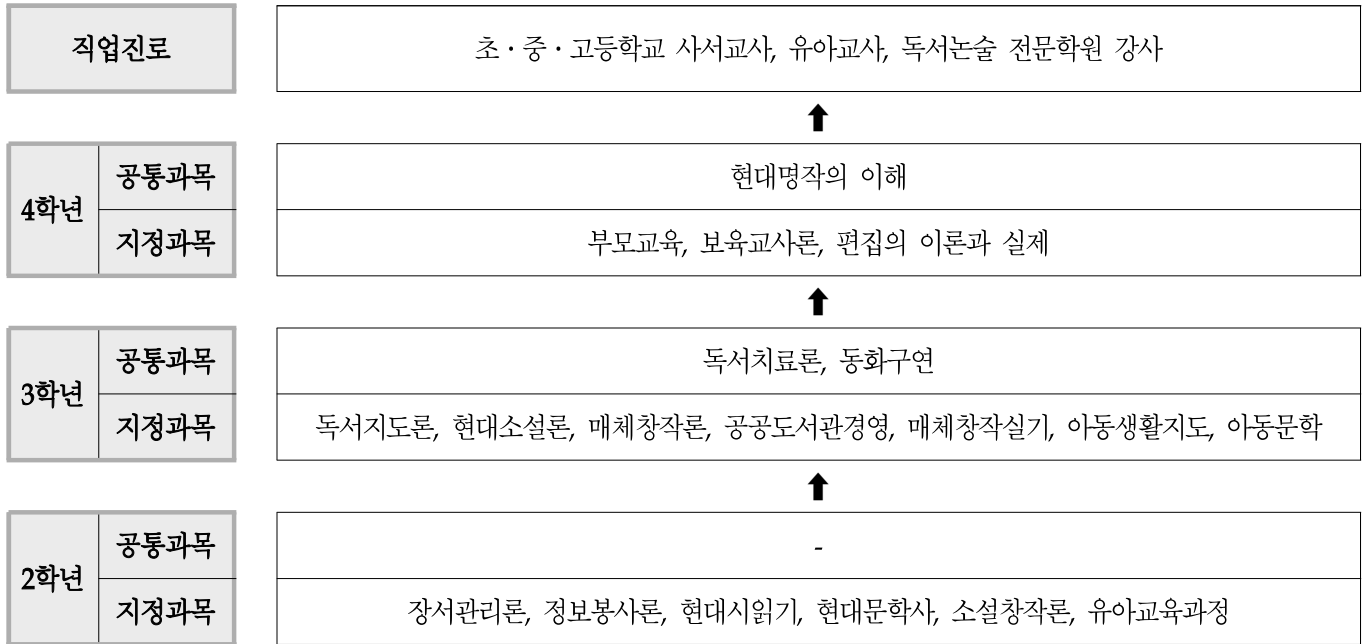 직업진로
초·중·고등학교 사서교사, 유아교사, 독서논술 전문학원 강사
4학년
공통과목
현대명작의 이해
지정과목
부모교육, 보육교사론, 편집의 이론과 실제
3학년
공통과목
독서치료론, 동화구연
지정과목
독서지도론, 현대소설론, 매체창작론, 공공도서관경영, 매체창작실기, 아동생활지도, 아동문학
2학년
공통과목
-
지정과목
장서관리론, 정보봉사론, 현대시읽기, 현대문학사, 소설창작론, 유아교육과정